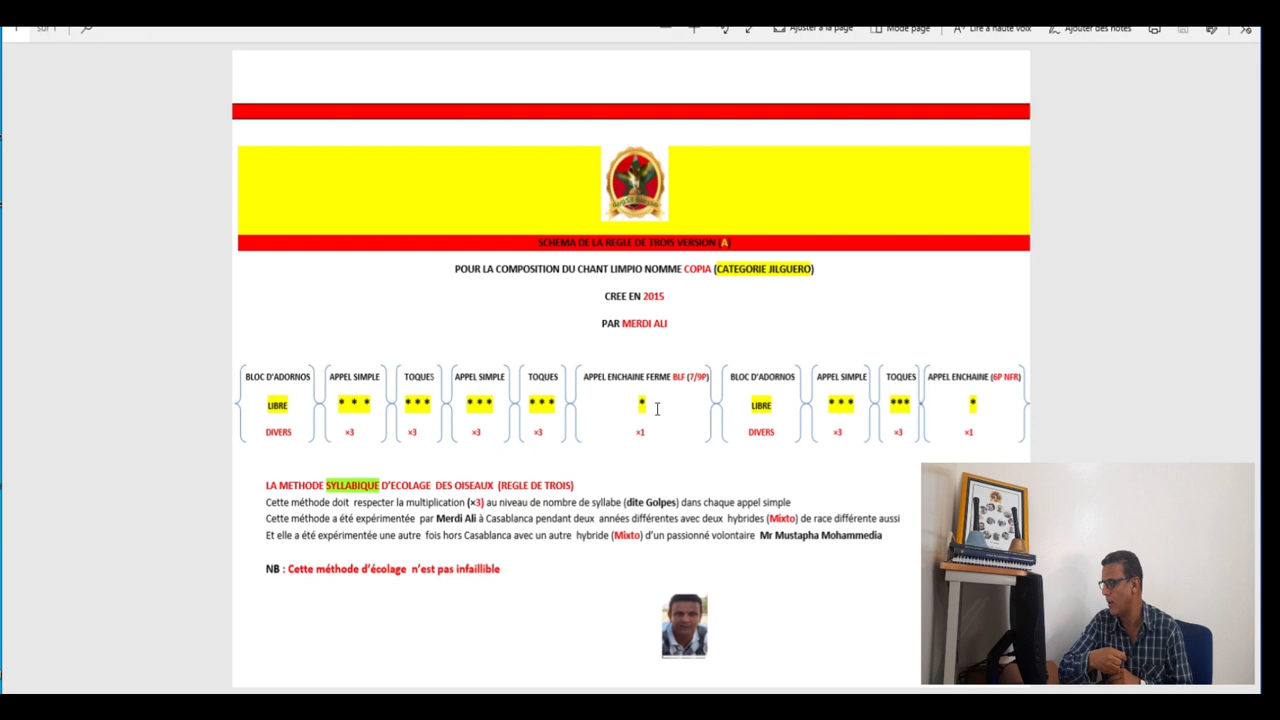 sur 1
Ajuster à la page
Mode page
Lire à haute voix
Ajouter des notes
SCHEMA DE LA REGLE DE TROIS VERSION (A)
POUR LA COMPOSITION DU CHANT LIMPIO NOMME COPIA (CATEGORIE JILGUERO)
CREE EN 2015
PAR MERDI ALI
BLOC D'ADORNOS APPEL SIMPLE TOQUES APPEL SIMPLE TOQUES APPEL ENCHAINE FERME BLF (7/9P) BLOC D'ADORNOS APPEL SIMPLE TOQUES APPEL ENCHAINE (6P NFR)
LIBRE * * * * * * * * * * * * * LIBRE * * * *** *
DIVERS ×3 ×3 ×3 ×3 ×1 DIVERS ×3 ×3 ×1
LA METHODE SYLLABIQUE D'ECOLAGE DES OISEAUX (REGLE DE TROIS)
Cette méthode doit respecter la multiplication (×3) au niveau de nombre de syllabe (dite Golpes) dans chaque appel simple
Cette méthode a été expérimentée par Merdi Ali à Casablanca pendant deux années différentes avec deux hybrides (Mixto) de race différente aussi
Et elle a été expérimentée une autre fois hors Casablanca avec un autre hybride (Mixto) d'un passionné volontaire Mr Mustapha Mohammedia
NB : Cette méthode d'écolage n'est pas infaillible